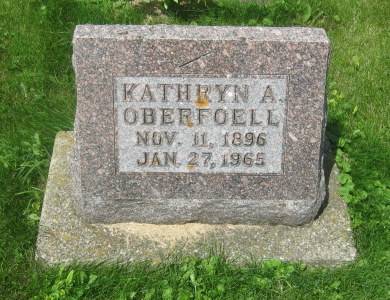 KATHRYN A.
OBERFOELL
NOV. 11, 1896
JAN. 27, 1965